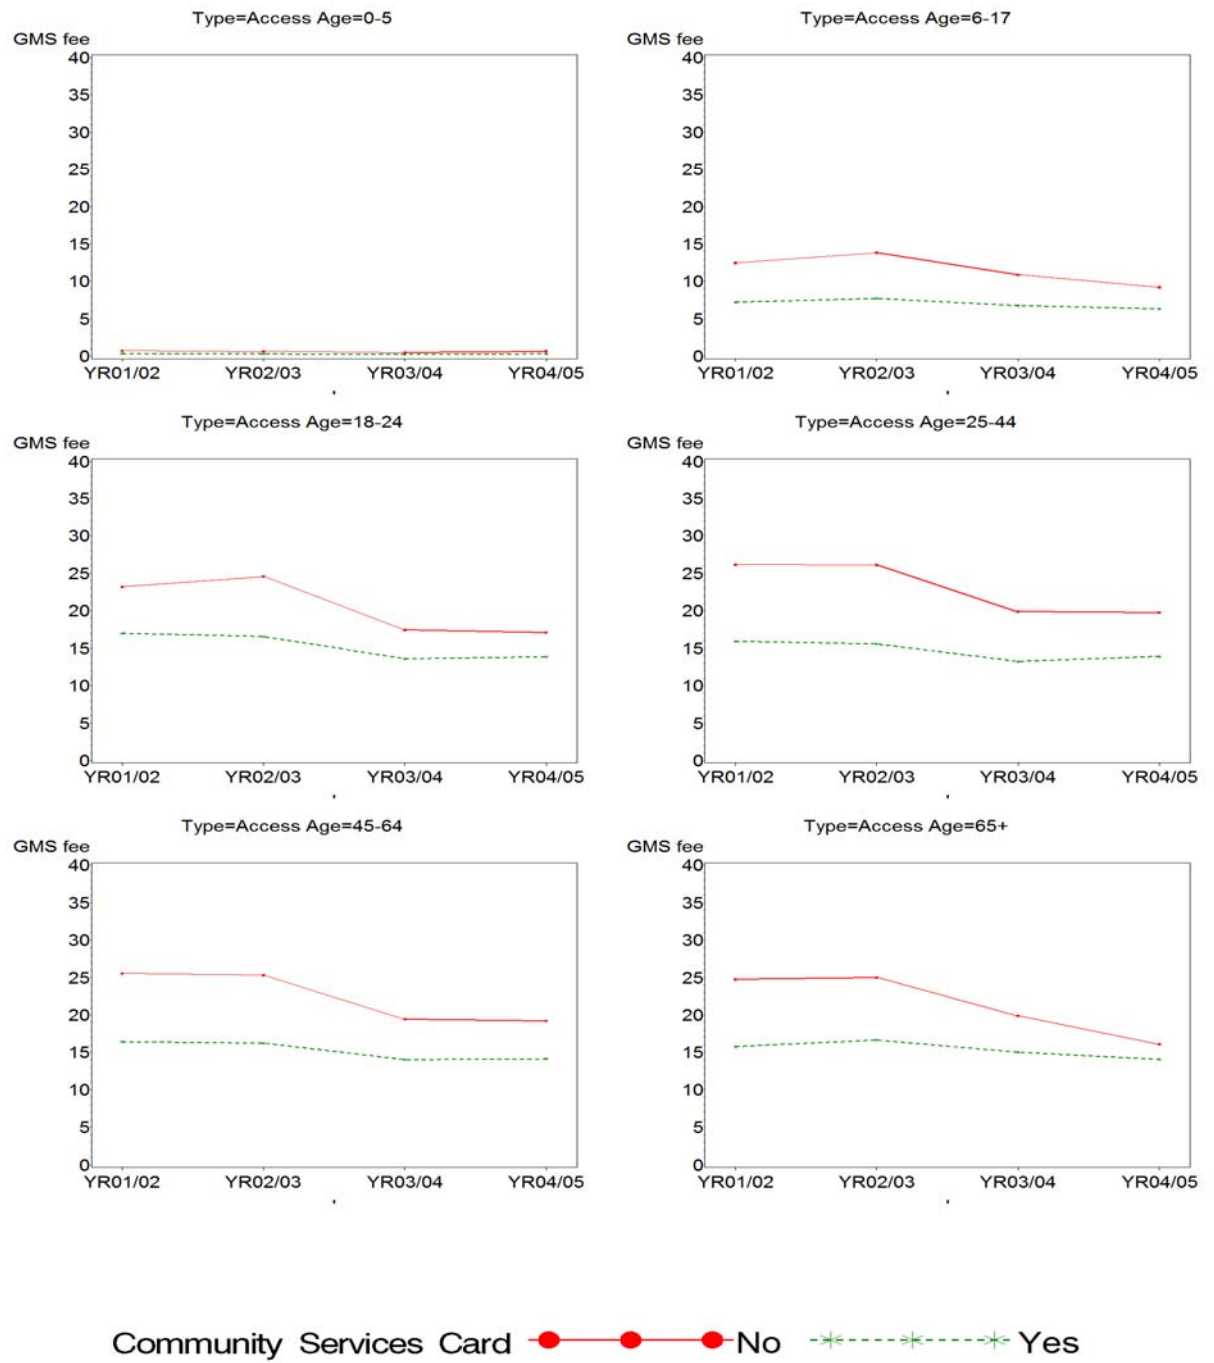 Type=Access Age=0-5
GMS fee
40
35
30
25
20
15
10
5
0
YR01/02 YR02/03 YR03/04 YR04/05
Type=Access Age=6-17
GMS fee
40
35
30
25
20
15
10
5
0
YR01/02 YR02/03 YR03/04 YR04/05
Type=Access Age=18-24
GMS fee
40
35
30
25
20
15
10
5
0
YR01/02 YR02/03 YR03/04 YR04/05
Type=Access Age=25-44
GMS fee
40
35
30
25
20
15
10
5
0
YR01/02 YR02/03 YR03/04 YR04/05
Type=Access Age=45-64
GMS fee
40
35
30
25
20
15
10
5
0
YR01/02 YR02/03 YR03/04 YR04/05
Type=Access Age=65+
GMS fee
40
35
30
25
20
15
10
5
0
YR01/02 YR02/03 YR03/04 YR04/05
Community Services Card No Yes